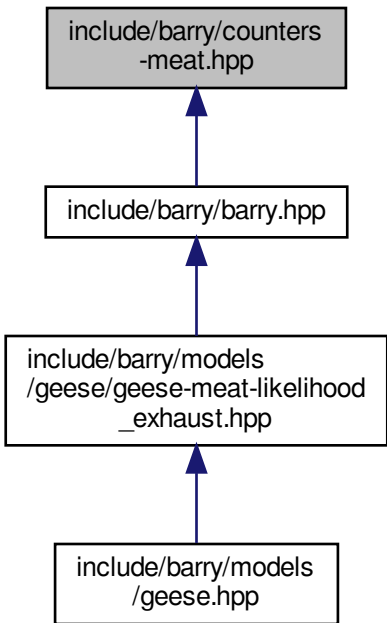 include/barry/counters
-meat.hpp
include/barry/barry.hpp
include/barry/models
/geese/geese-meat-likelihood
_exhaust.hpp
include/barry/models
/geese.hpp